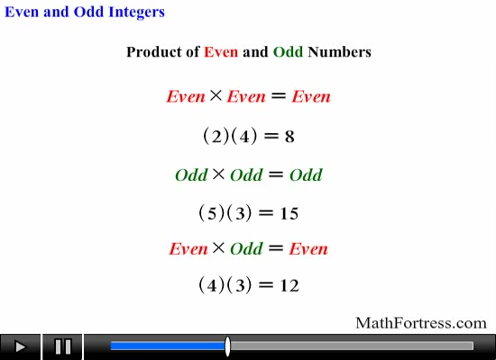 Even and Odd Integers
Product of Even and Odd Numbers
Even × Even = Even
(2)(4) = 8
Odd × Odd = Odd
(5)(3) = 15
Even × Odd = Even
(4)(3) = 12
MathFortress.com